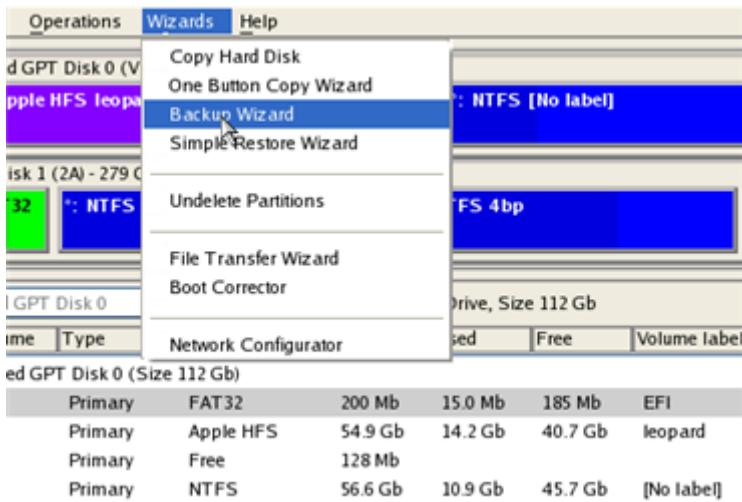 Operations Wizards Help
d GPT Disk 0 (V
Copy Hard Disk
One Button Copy Wizard
pple HFS leopa
*: NTFS [No label]
Backup Wizard
Simple Restore Wizard
isk 1 (2A) - 279 G
32 *: NTFS
Undelete Partitions
TFS 4bp
File Transfer Wizard
Boot Corrector
GPT Disk 0
Drive, Size 112 Gb
Network Configurator
ume Type sed Free Volume label
ed GPT Disk 0 (Size 112 Gb)
Primary FAT32 200 Mb 15.0 Mb 185 Mb EFI
Primary Apple HFS 54.9 Gb 14.2 Gb 40.7 Gb leopard
Primary Free 128 Mb
Primary NTFS 56.6 Gb 10.9 Gb 45.7 Gb [No label]